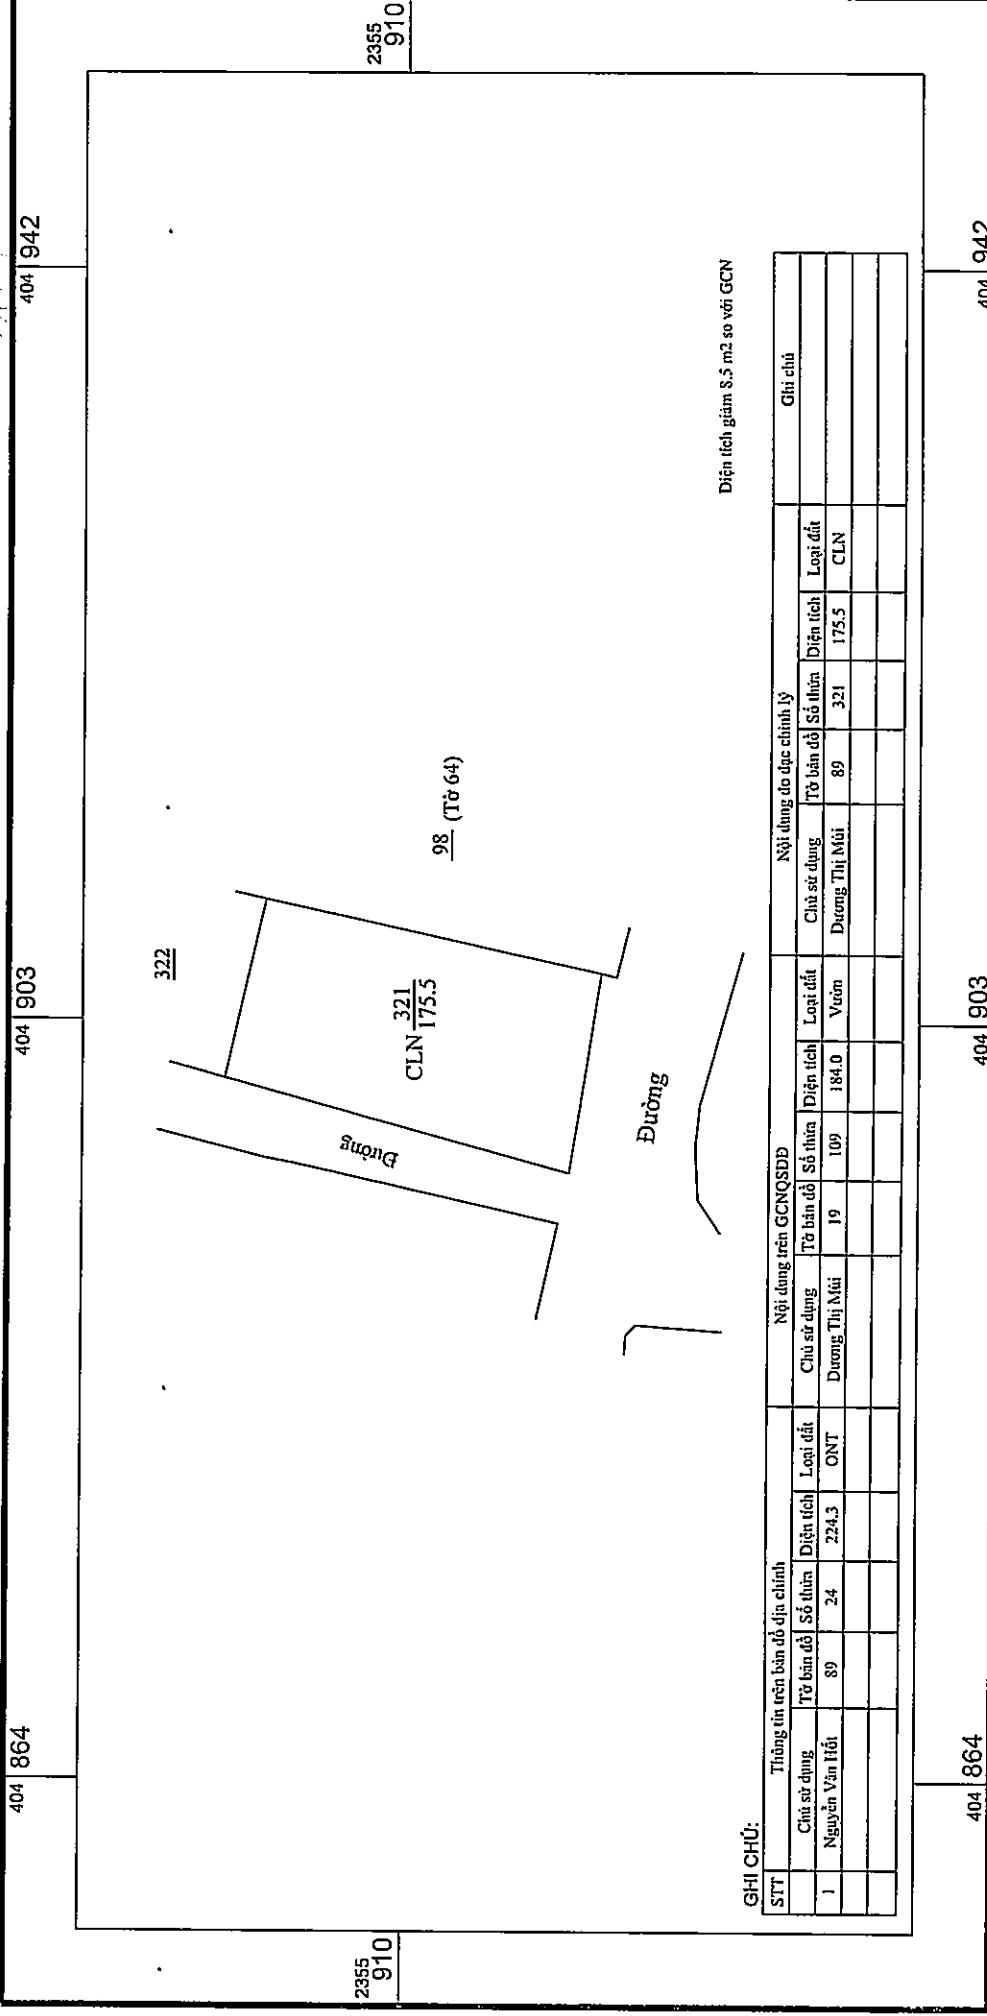 404 864
404 903
404 942
2355
910
2355
910
322
Đường
CLN 321
175.5
98 (Tờ 64)
Đường
Diện tích giảm 8.5 m2 so với GCN
GHI CHÚ:
STT | Thông tin trên bản đồ địa chính | Nội dung trên GCNQSDĐ | Nội dung đo đạc chỉnh lý | Ghi chú
Chủ sử dụng | Tờ bản đồ | Số thửa | Diện tích | Loại đất | Chủ sử dụng | Tờ bản đồ | Số thửa | Diện tích | Loại đất | Chủ sử dụng | Tờ bản đồ | Số thửa | Diện tích | Loại đất
1 | Nguyễn Văn Hốt | 89 | 24 | 224.3 | ONT | Dương Thị Mùi | 19 | 109 | 184.0 | Vườn | Dương Thị Mùi | 89 | 321 | 175.5 | CLN
404 864
404 903
404 942